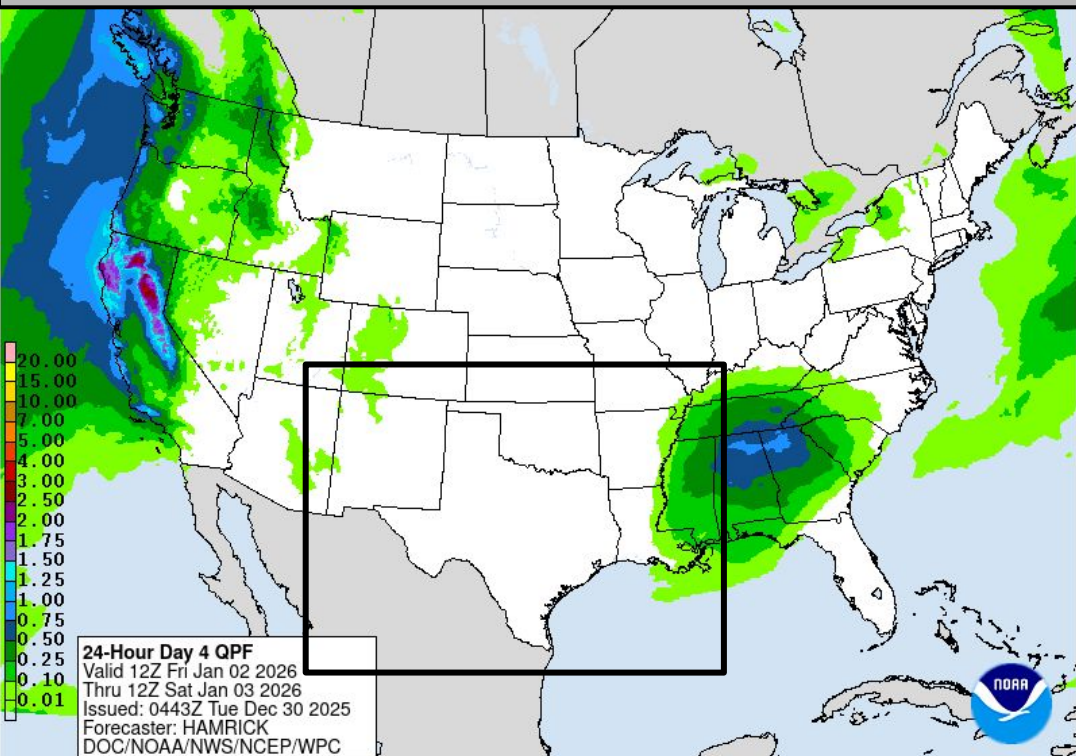 20.00
15.00
10.00
7.00
5.00
4.00
3.00
2.50
2.00
1.75
1.50
1.25
1.00
0.75
0.50
0.25
0.10
0.01
24-Hour Day 4 QPF
Valid 12Z Fri Jan 02 2026
Thru 12Z Sat Jan 03 2026
Issued: 0443Z Tue Dec 30 2025
Forecaster: HAMRICK
DOC/NOAA/NWS/NCEP/WPC
NOAA